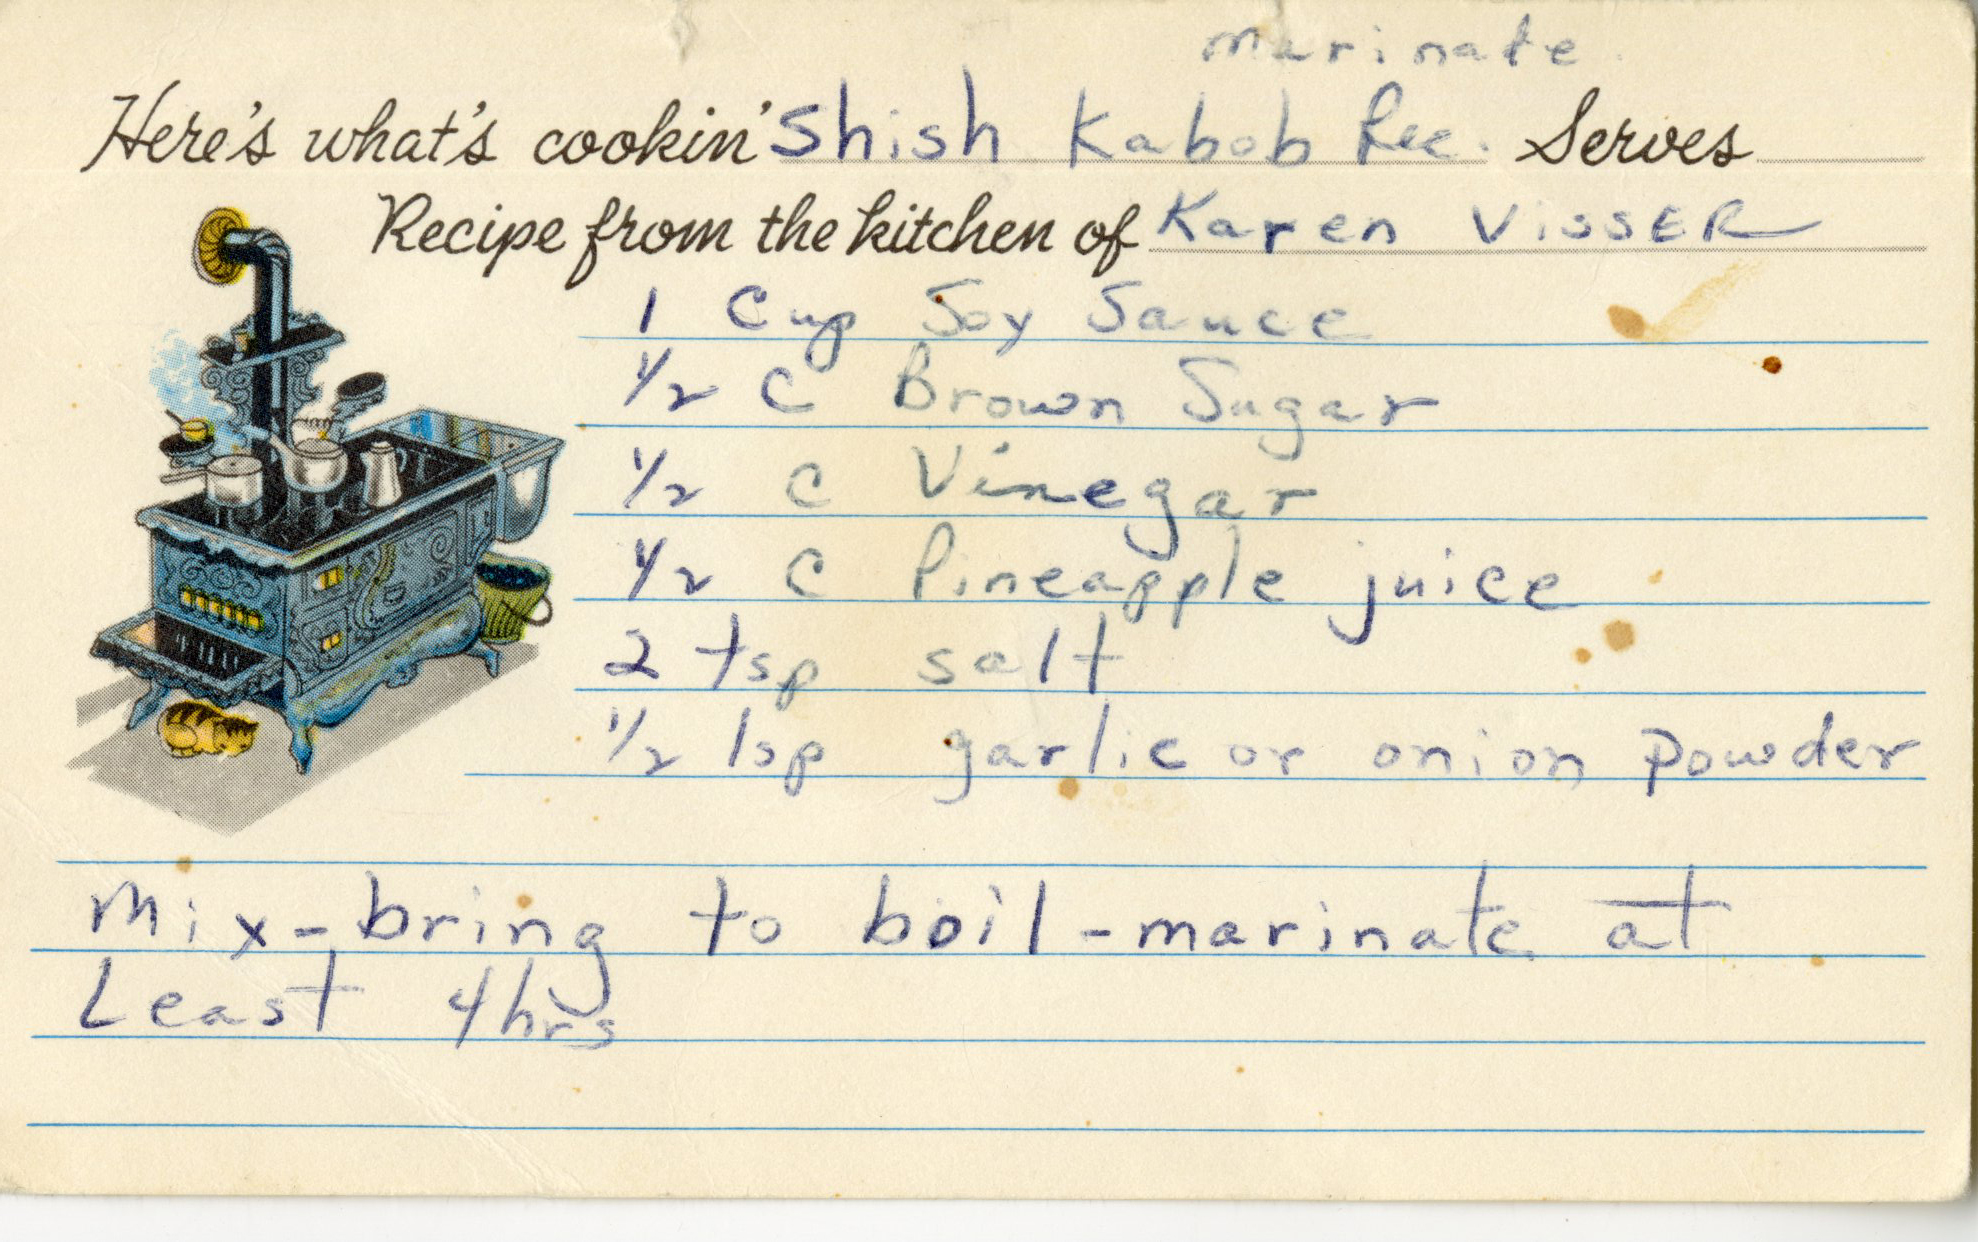 marinate
Here's what's cookin' Shish Kabob Rec. Serves
Recipe from the kitchen of Karen VisSER
1 Cup Soy Sauce
1/2 C Brown Sugar
1/2 C Vinegar
1/2 C Pineapple juice
2 tsp salt
1/2 tsp garlic or onion powder
Mix - bring to boil - marinate at
Least 4hrs